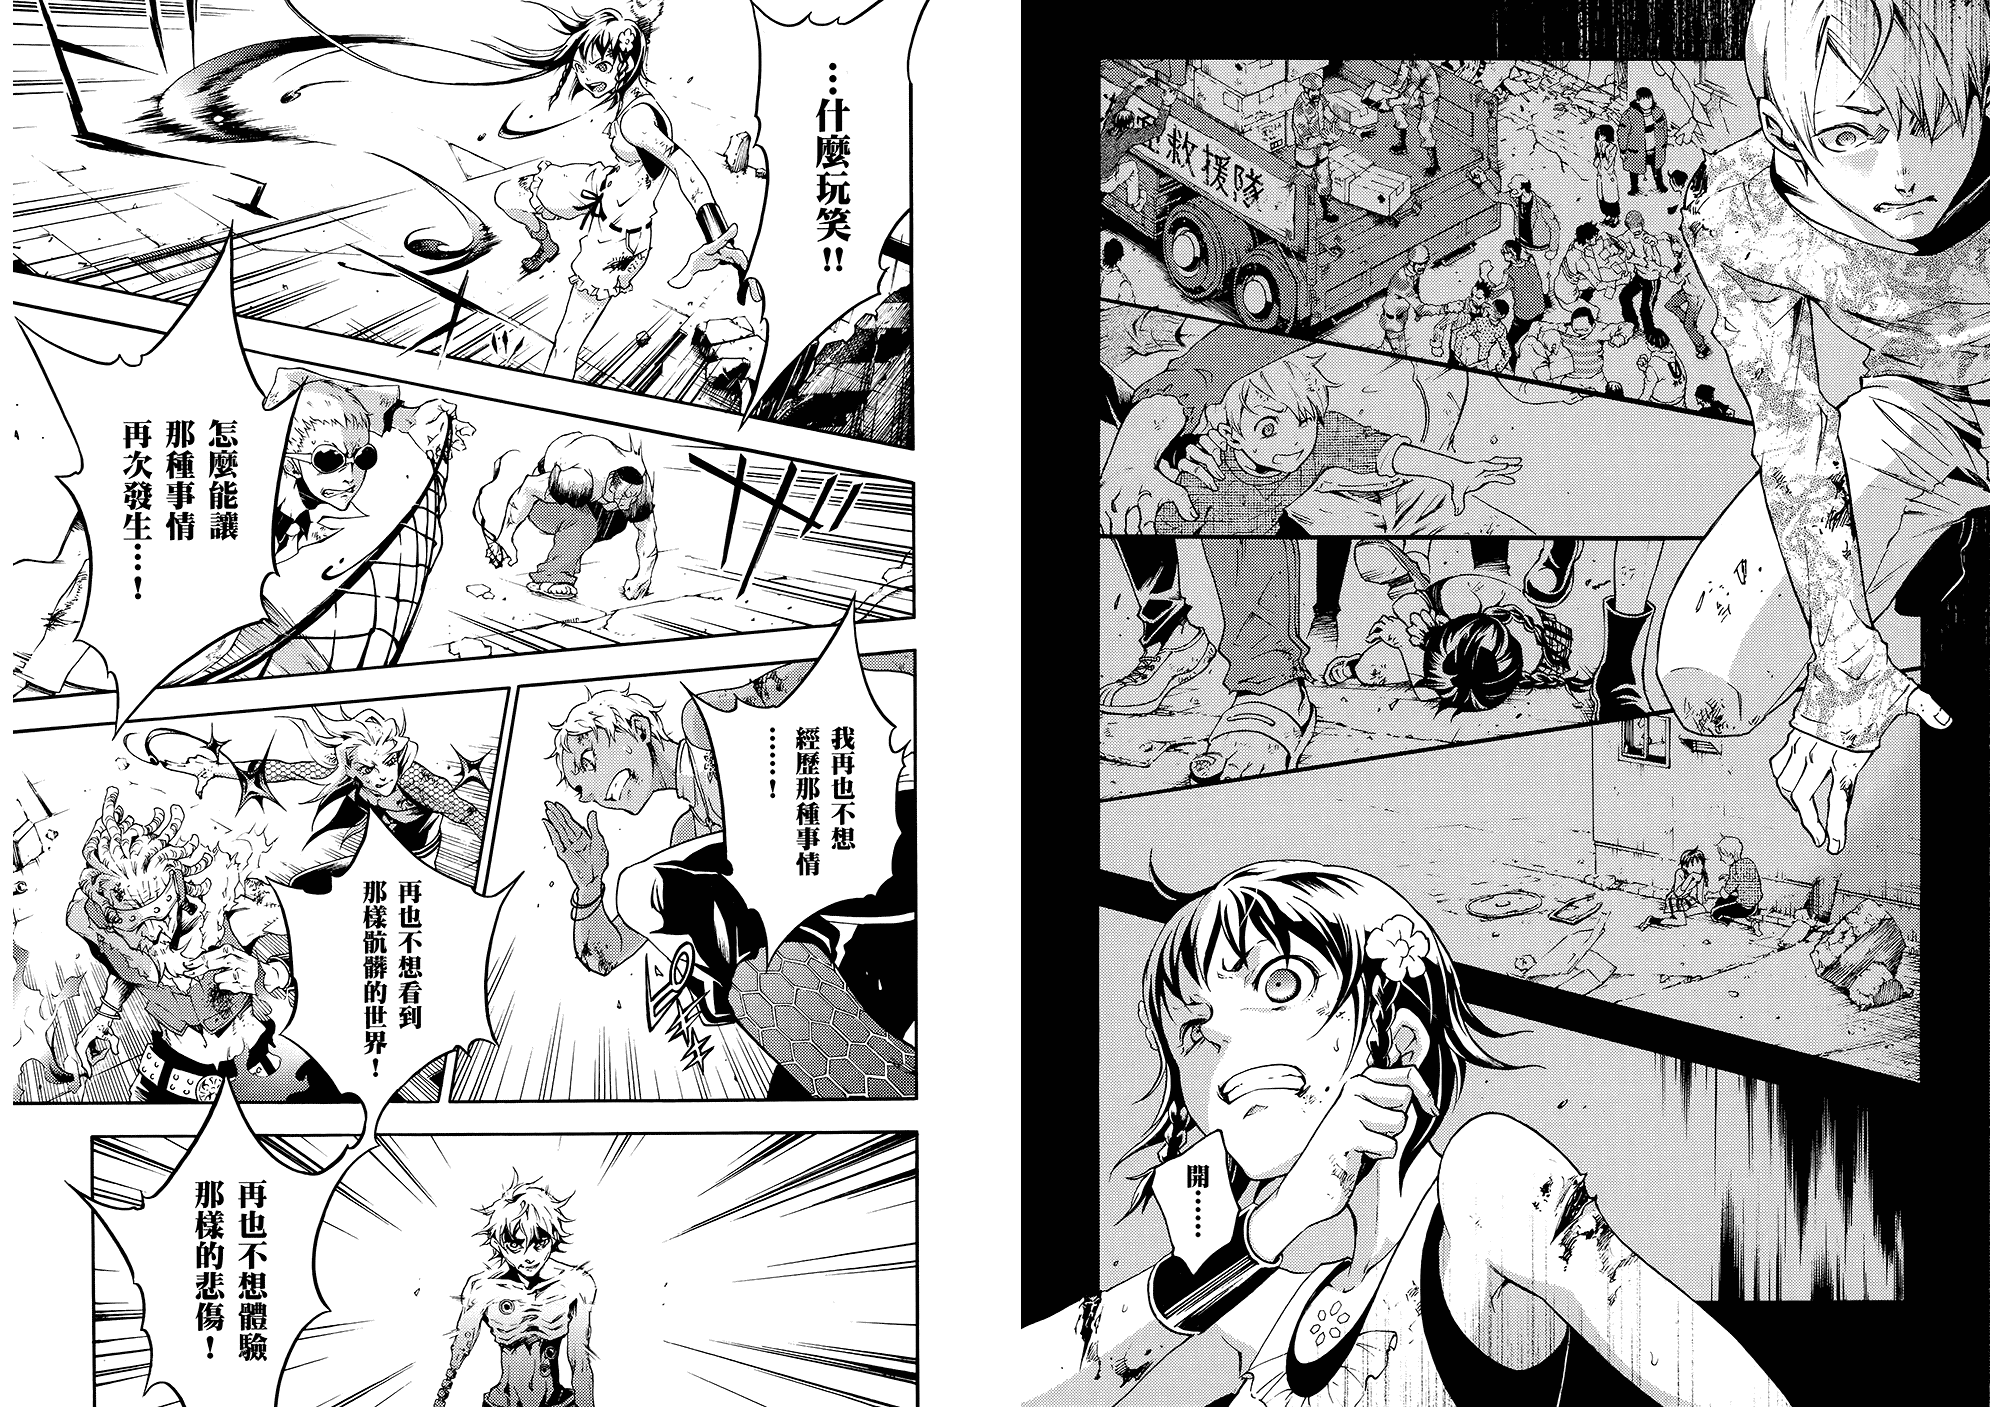 救援隊
開……
…什麼玩笑!!
怎麼能讓
那種事情
再次發生……!
我再也不想
經歷那種事情
……!
再也不想看到
那樣骯髒的世界!
再也不想體驗
那樣的悲傷!